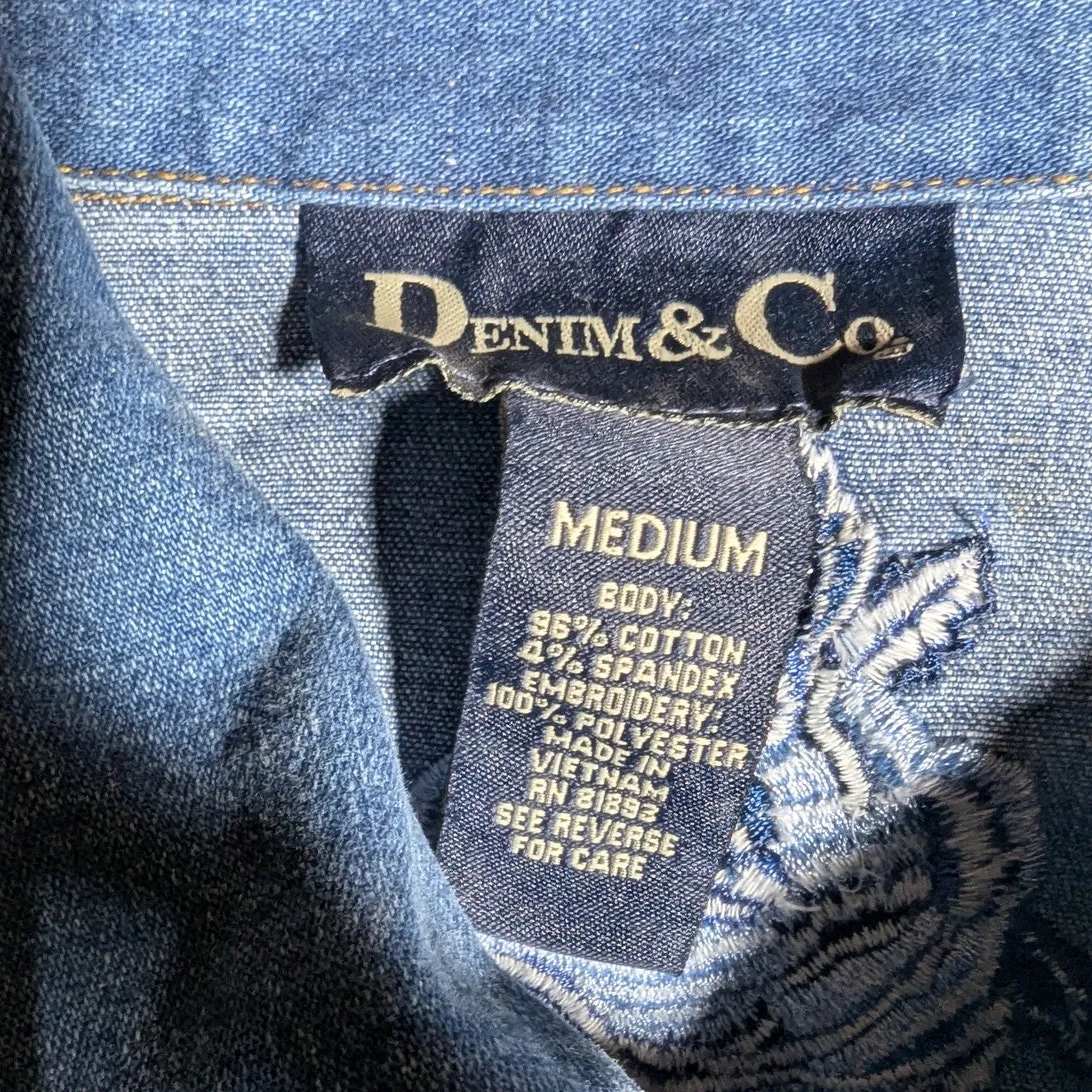 DENIM & CO.
MEDIUM
BODY:
96% COTTON
4% SPANDEX
EMBROIDERY:
100% POLYESTER
MADE IN
VIETNAM
RN 81892
SEE REVERSE
FOR CARE